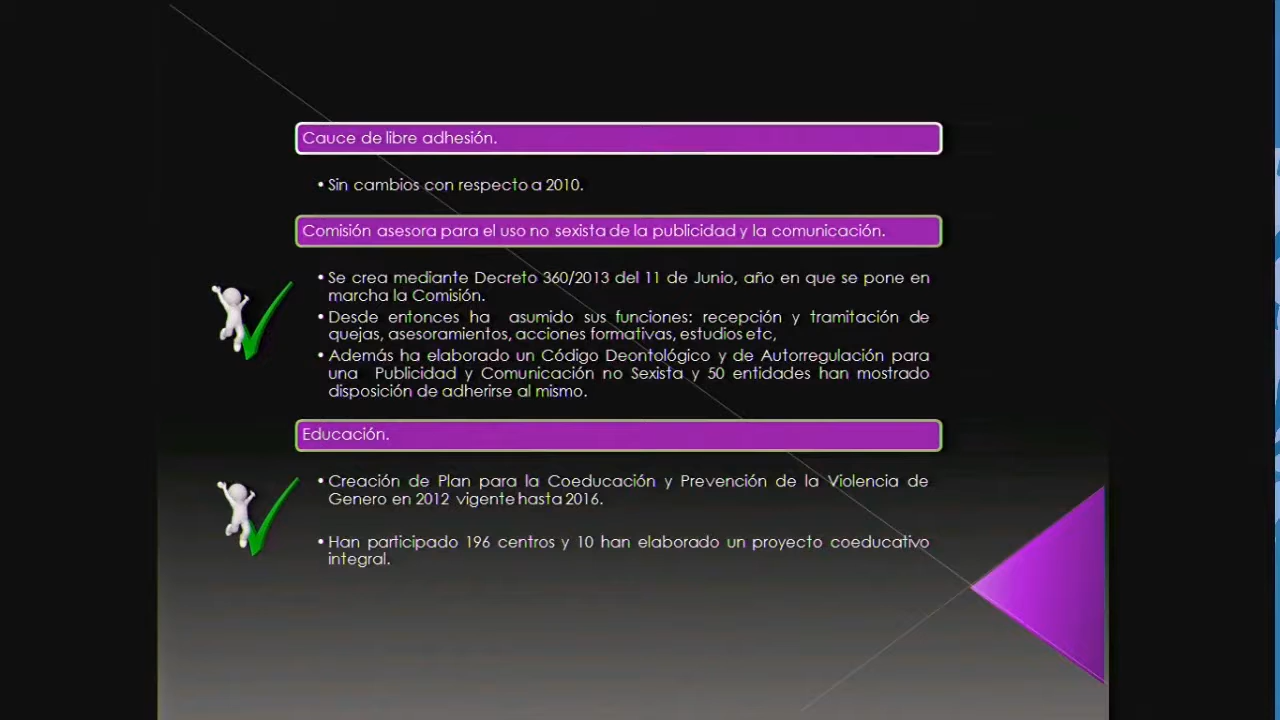 Cauce de libre adhesión.
• Sin cambios con respecto a 2010.
Comisión asesora para el uso no sexista de la publicidad y la comunicación.
• Se crea mediante Decreto 360/2013 del 11 de Junio, año en que se pone en
marcha la Comisión.
• Desde entonces ha asumido sus funciones: recepción y tramitación de
quejas, asesoramientos, acciones formativas, estudios etc,
• Además ha elaborado un Código Deontológico y de Autorregulación para
una Publicidad y Comunicación no Sexista y 50 entidades han mostrado
disposición de adherirse al mismo.
Educación.
• Creación de Plan para la Coeducación y Prevención de la Violencia de
Genero en 2012 vigente hasta 2016.
• Han participado 196 centros y 10 han elaborado un proyecto coeducativo
integral.